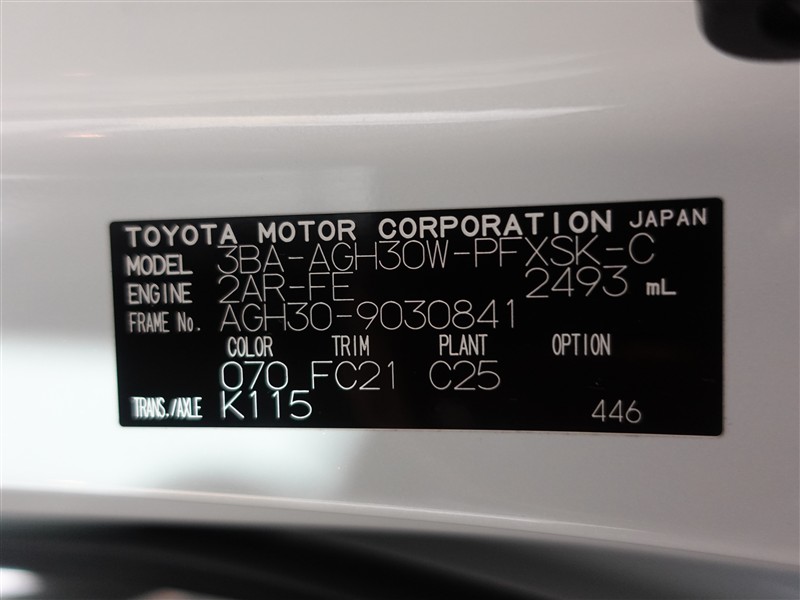 TOYOTA MOTOR CORPORATION JAPAN
MODEL 3BA-AGH30W-PFXSK-C
ENGINE 2AR-FE 2493 mL
FRAME No. AGH30-9030841
COLOR TRIM PLANT OPTION
070 FC21 C25
TRANS./AXLE K115 446